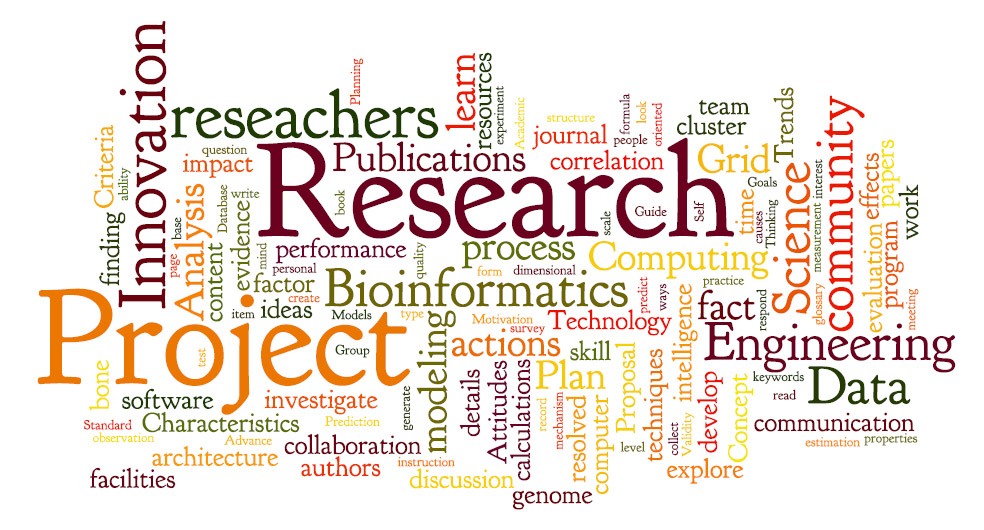 Innovation
Planning
learn
resources
experiment
reseachers
Academic
structure
journal
formula
people
look
oriented
team
cluster
Trends
community
Criteria
ability
question
impact
Publications
correlation
Grid
Research
Goals
time
causes
Thinking
Science
measurement
interest
effects
papers
work
finding
base
page
Analysis
Database
content
write
evidence
mind
book
scale
Guide
Self
performance
personal
quality
process
form
dimensional
Computing
practice
evaluation
program
meeting
glossary
factor
create
Bioinformatics
predict
ways
fact
respond
Project
item
ideas
Models
type
Motivation
survey
Technology
intelligence
Engineering
test
Group
modeling
actions
skill
Proposal
techniques
bone
software
investigate
generate
details
Attitudes
calculations
Plan
record
mechanism
resolved
computer
level
collect
validity
develop
Concept
keywords
read
Data
Standard
observation
Characteristics
Prediction
Advance
collaboration
communication
estimation
properties
architecture
authors
instruction
discussion
explore
facilities
genome